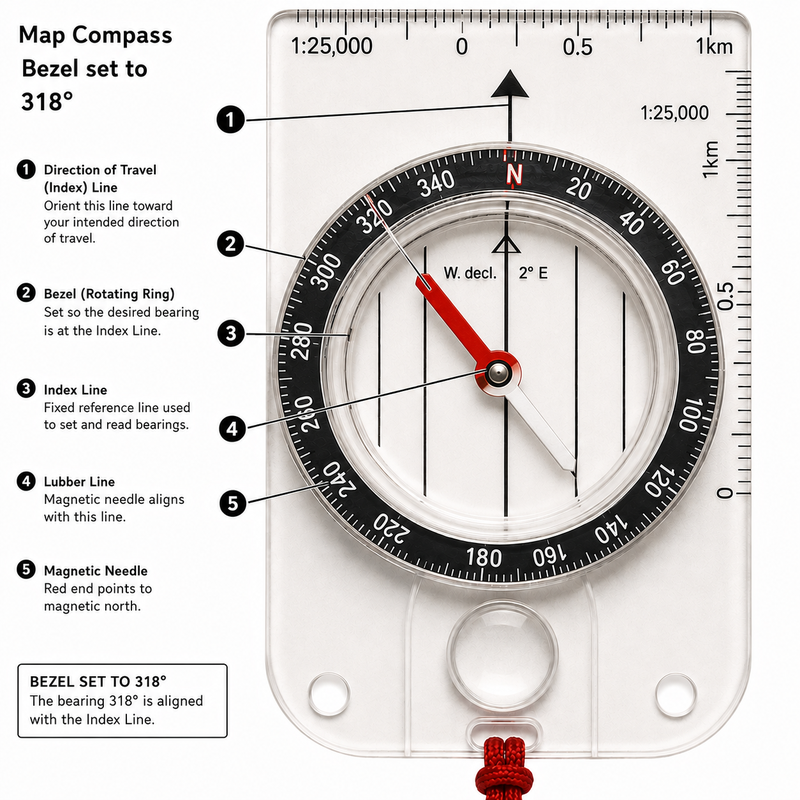 Map Compass
Bezel set to
318°
1 Direction of Travel
(Index) Line
Orient this line toward
your intended direction
of travel.
2 Bezel (Rotating Ring)
Set so the desired bearing
is at the Index Line.
3 Index Line
Fixed reference line used
to set and read bearings.
4 Lubber Line
Magnetic needle aligns
with this line.
5 Magnetic Needle
Red end points to
magnetic north.
BEZEL SET TO 318°
The bearing 318° is aligned
with the Index Line.
1
2
3
4
5
1:25,000 0 0.5 1km
1:25,000
1km
0.5
0
N
20
40
60
80
100
120
140
160
180
220
240
260
280
300
320
340
W. decl. 2° E